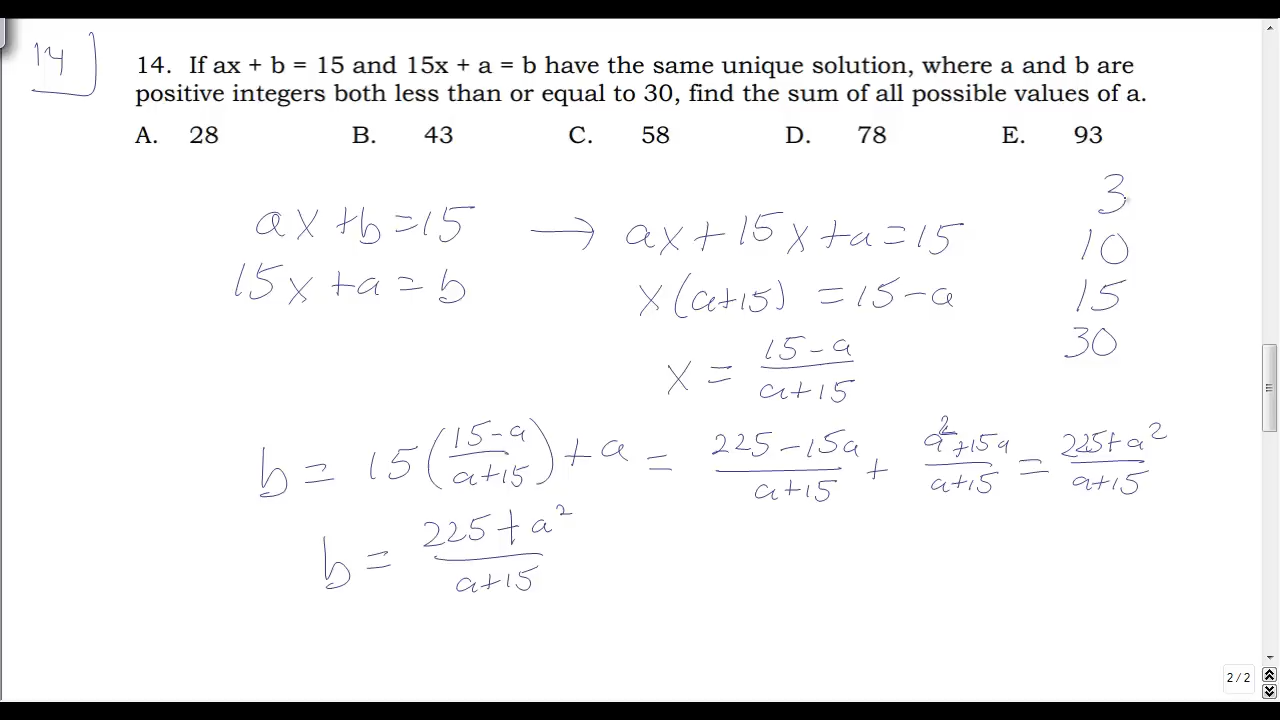 14
14. If ax + b = 15 and 15x + a = b have the same unique solution, where a and b are
positive integers both less than or equal to 30, find the sum of all possible values of a.
A. 28 B. 43 C. 58 D. 78 E. 93
ax + b = 15 → ax + 15x + a = 15
15x + a = b
x(a+15) = 15 - a
x = (15-a)/(a+15)
3
10
15
30
b = 15((15-a)/(a+15)) + a = (225-15a)/(a+15) + (a²+15a)/(a+15) = (225+a²)/(a+15)
b = (225+a²)/(a+15)
2 / 2